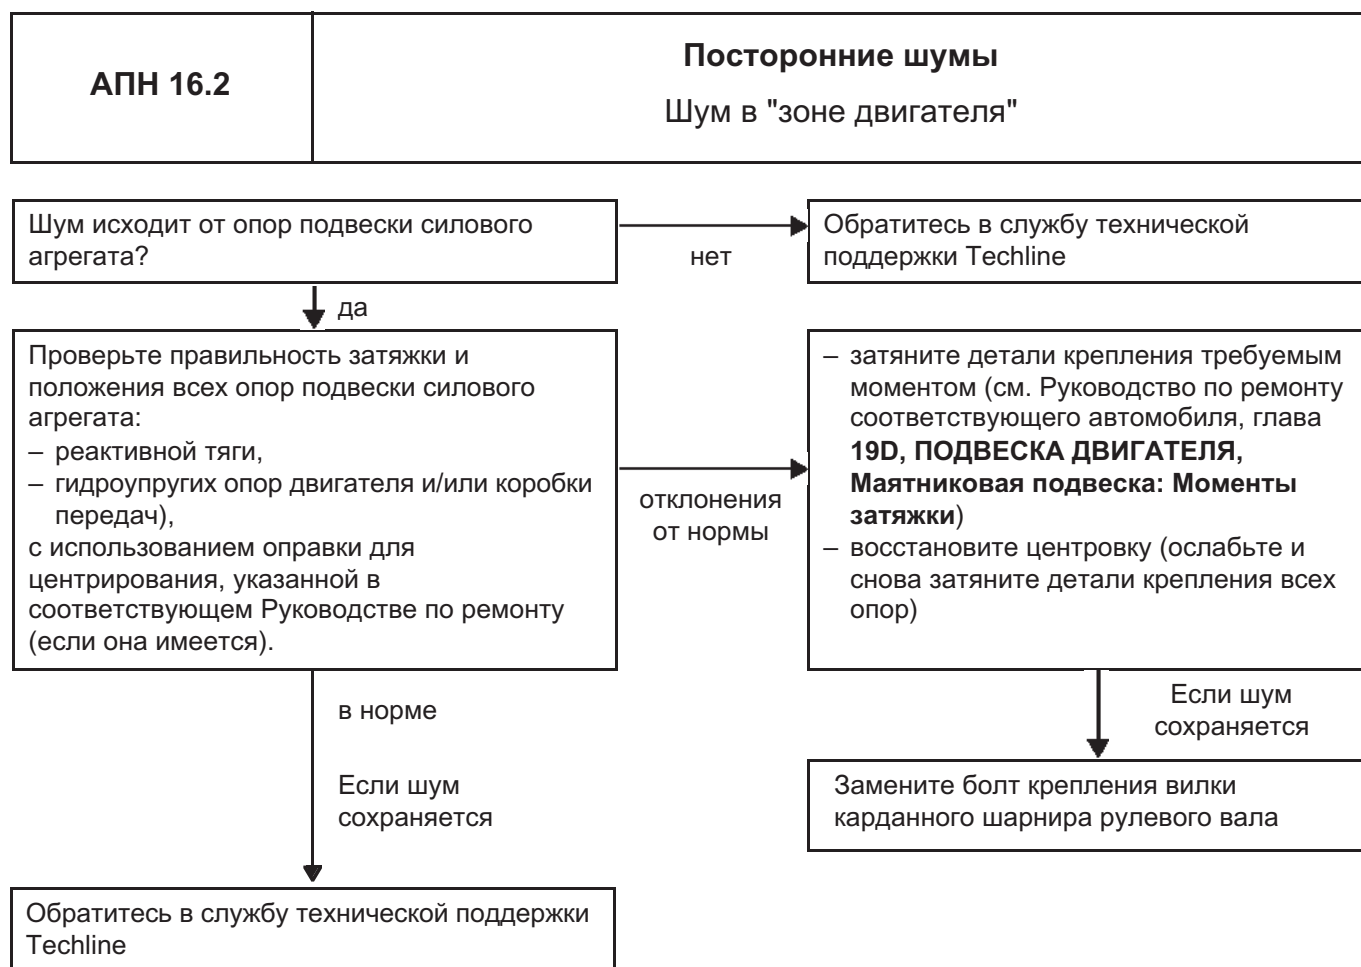 АПН 16.2
Посторонние шумы
Шум в "зоне двигателя"
Шум исходит от опор подвески силового
агрегата?
нет
Обратитесь в службу технической
поддержки Techline
да
Проверьте правильность затяжки и
положения всех опор подвески силового
агрегата:
– реактивной тяги,
– гидроупругих опор двигателя и/или коробки
передач),
с использованием оправки для
центрирования, указанной в
соответствующем Руководстве по ремонту
(если она имеется).
отклонения
от нормы
– затяните детали крепления требуемым
моментом (см. Руководство по ремонту
соответствующего автомобиля, глава
19D, ПОДВЕСКА ДВИГАТЕЛЯ,
Маятниковая подвеска: Моменты
затяжки)
– восстановите центровку (ослабьте и
снова затяните детали крепления всех
опор)
в норме
Если шум
сохраняется
Если шум
сохраняется
Замените болт крепления вилки
карданного шарнира рулевого вала
Обратитесь в службу технической поддержки
Techline